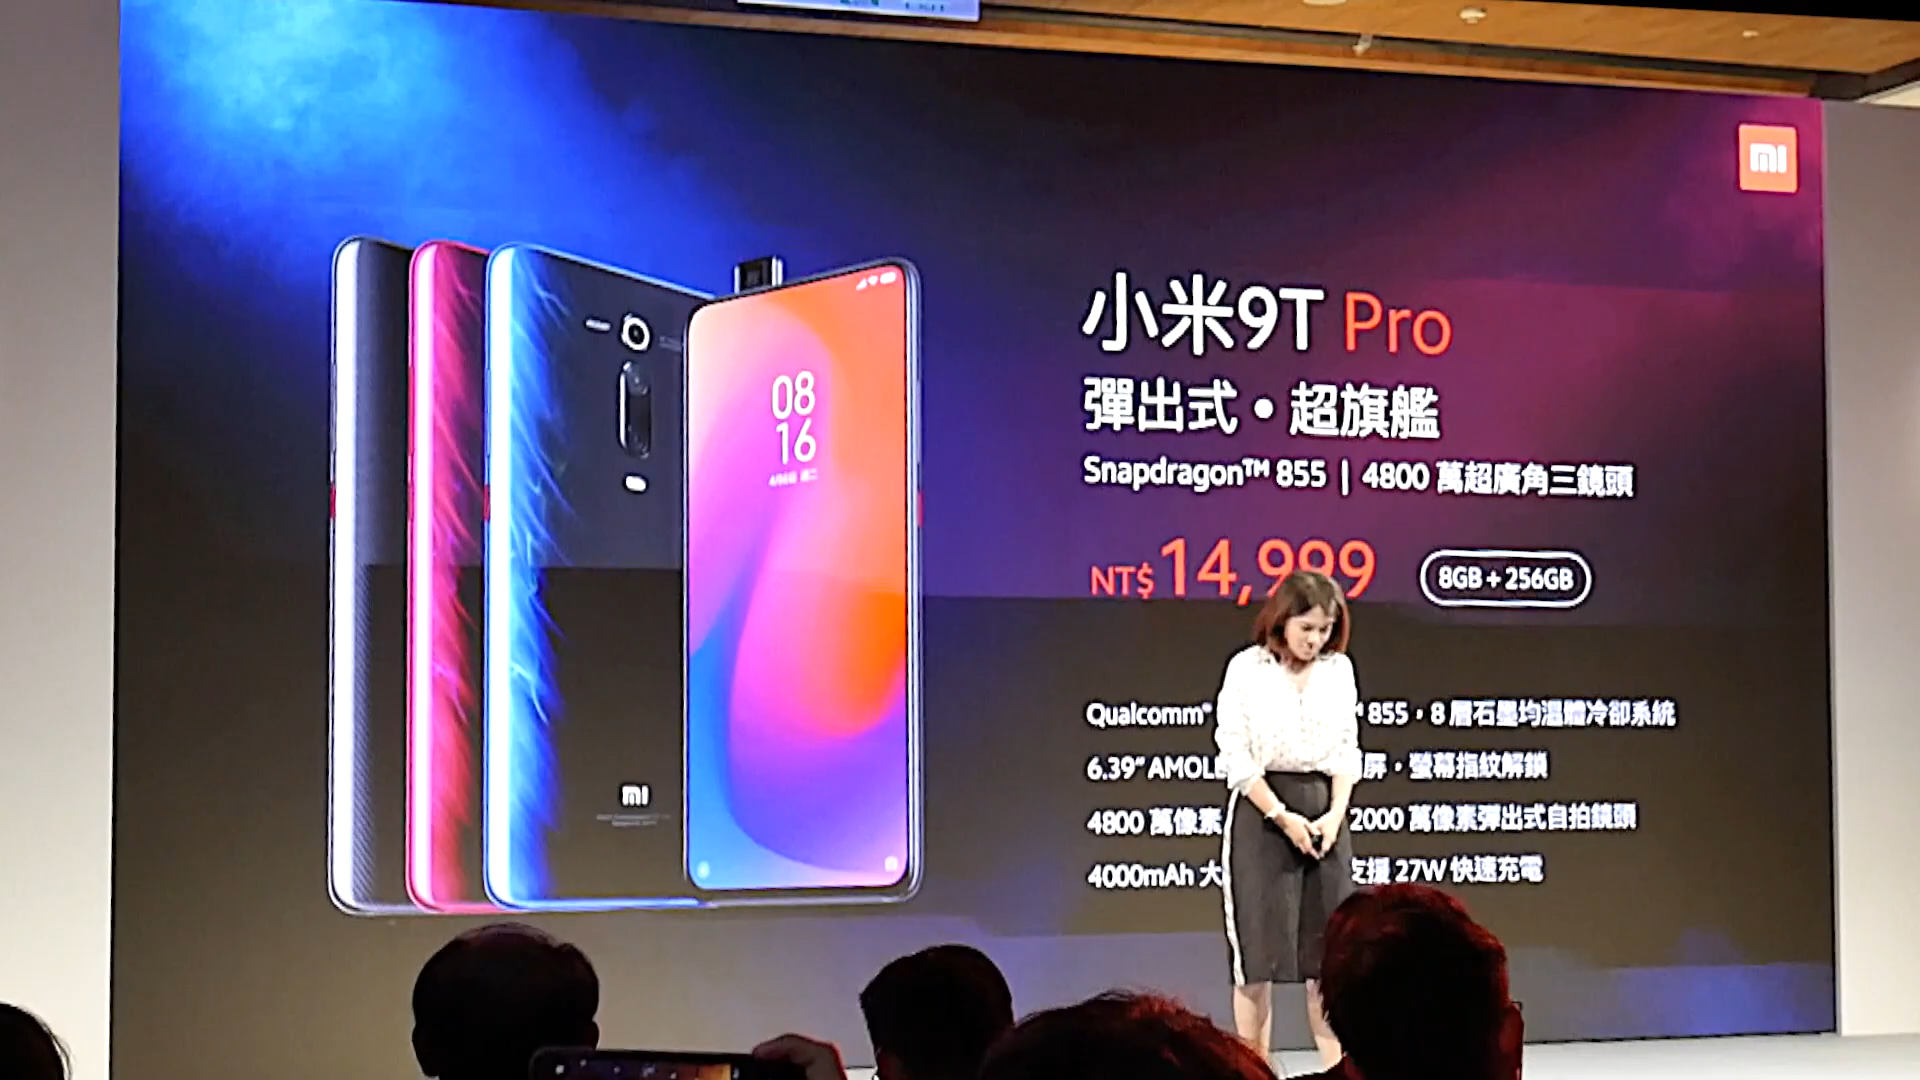 mi
小米9T Pro
彈出式 • 超旗艦
Snapdragon™ 855 | 4800 萬超廣角三鏡頭
NT$14,999 8GB+256GB
Qualcomm® 855，8 層石墨均溫體冷卻系統
6.39” AMOLE 屏，螢幕指紋解鎖
4800 萬像素 2000 萬像素彈出式自拍鏡頭
4000mAh 大 支援 27W 快速充電
08
16
mi